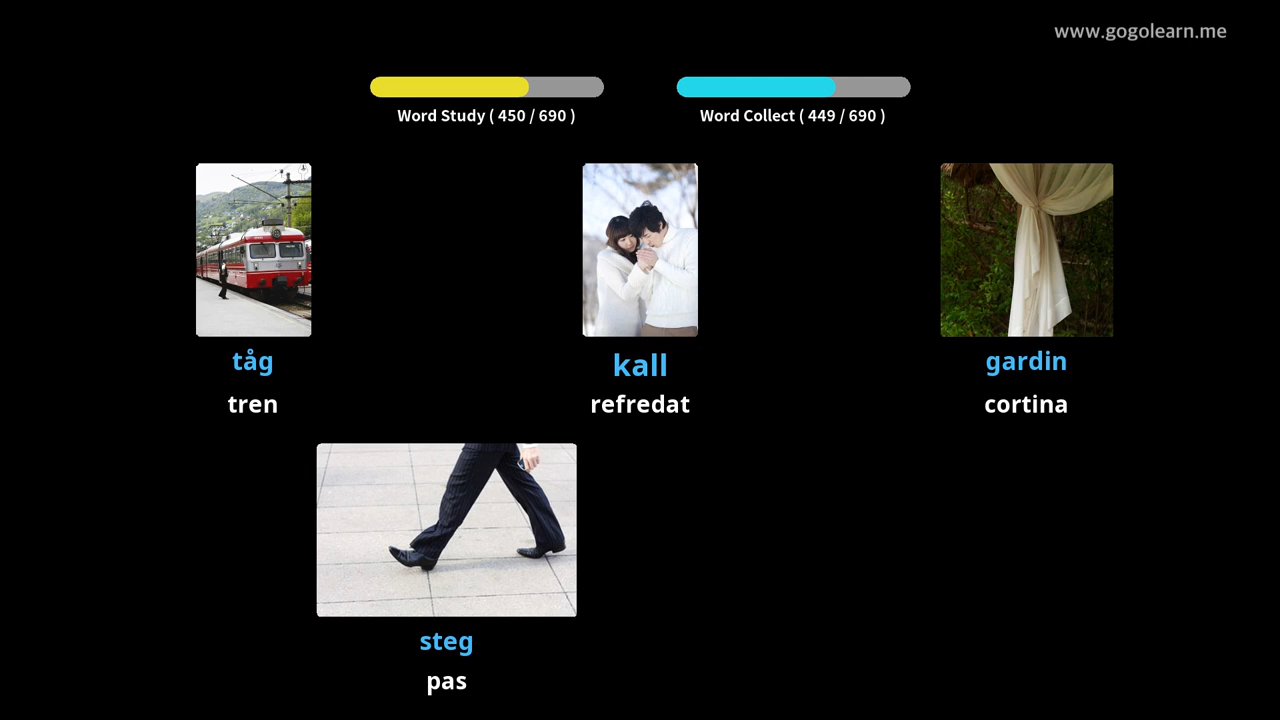 www.gogolearn.me
Word Study ( 450 / 690 )
Word Collect ( 449 / 690 )
tåg
tren
kall
refredat
gardin
cortina
steg
pas